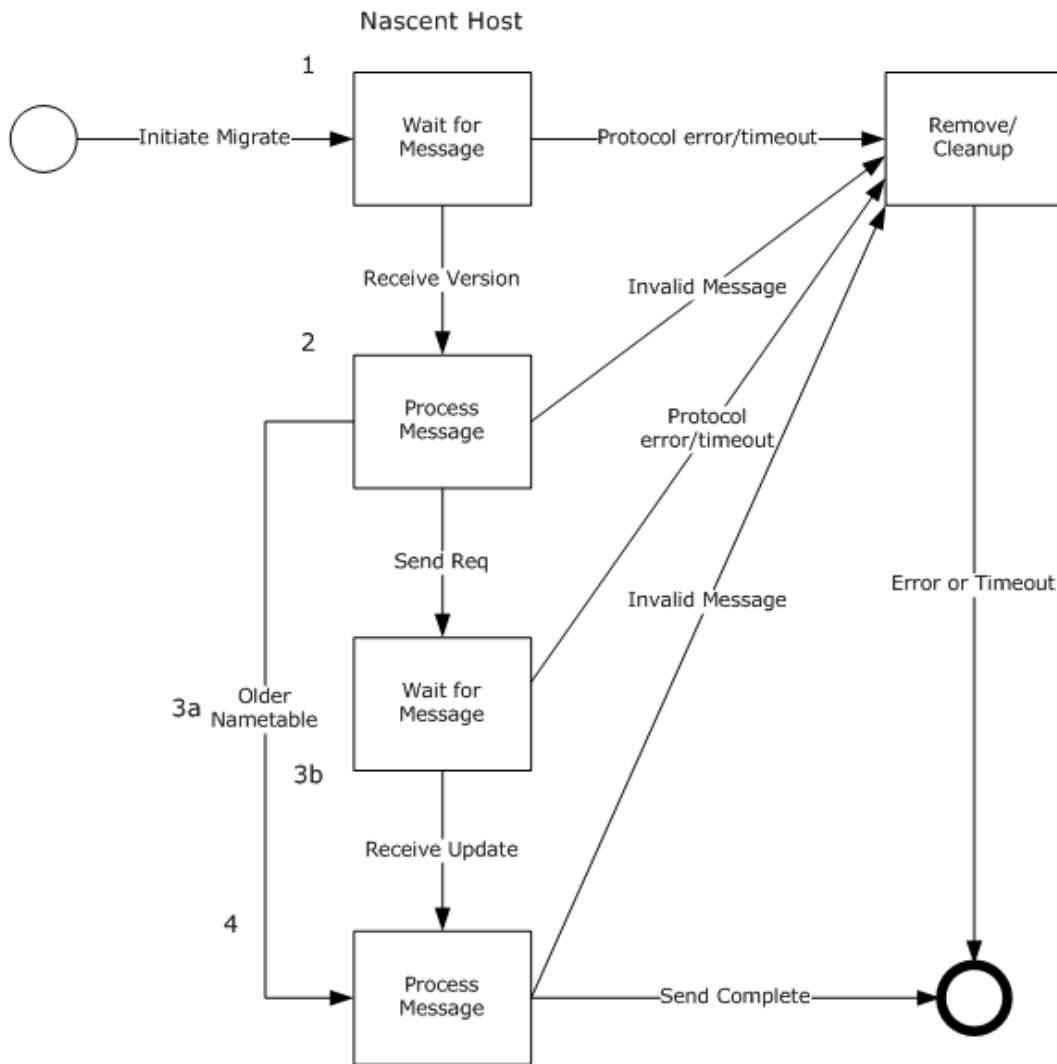 Nascent Host
1
Initiate Migrate
Wait for
Message
Protocol error/timeout
Remove/
Cleanup
Receive Version
Invalid Message
2
Process
Message
Protocol
error/timeout
Send Req
Invalid Message
Error or Timeout
3a
Older
Nametable
Wait for
Message
3b
Receive Update
4
Process
Message
Send Complete